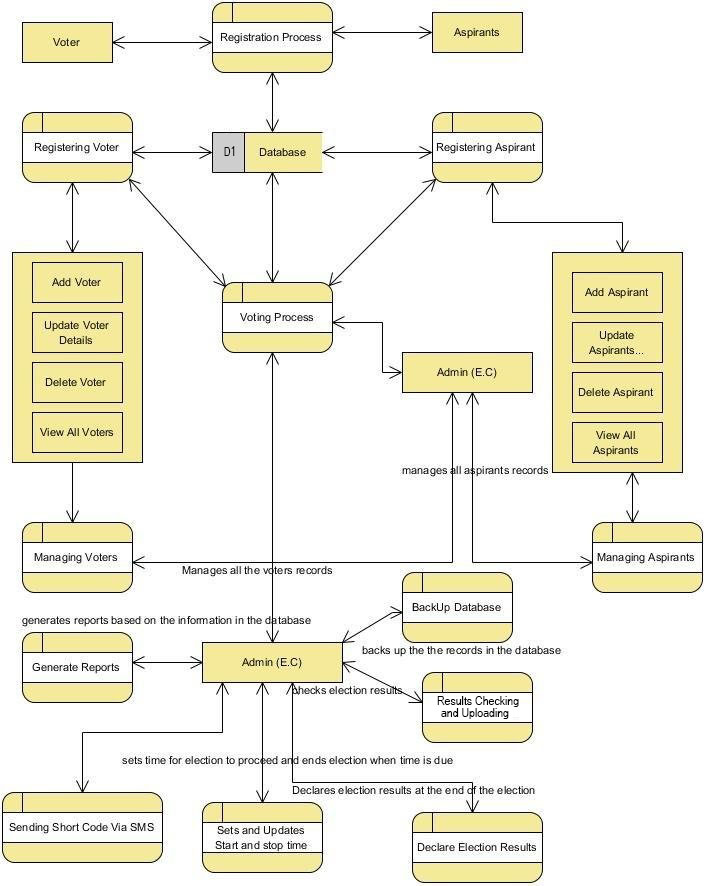 Voter
Registration Process
Aspirants
Registering Voter
D1
Database
Registering Aspirant
Add Voter
Update Voter
Details
Delete Voter
View All Voters
Voting Process
Admin (E.C)
Add Aspirant
Update
Aspirants...
Delete Aspirant
View All
Aspirants
manages all aspirants records
Managing Voters
Manages all the voters records
Managing Aspirants
BackUp Database
generates reports based on the information in the database
Generate Reports
Admin (E.C)
backs up the the records in the database
checks election results
Results Checking
and Uploading
sets time for election to proceed and ends election when time is due
Declares election results at the end of the election
Sending Short Code Via SMS
Sets and Updates
Start and stop time
Declare Election Results